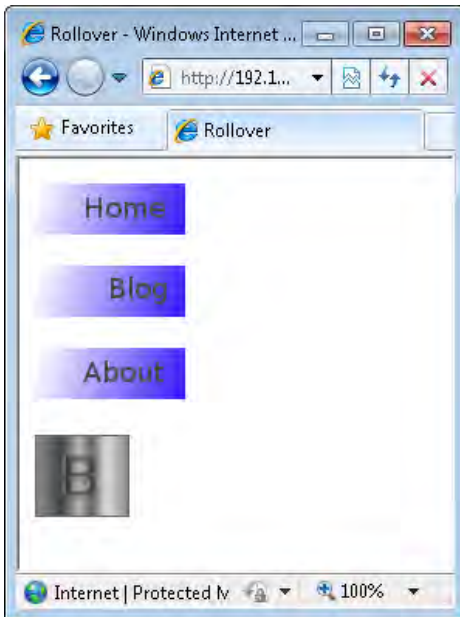 Rollover - Windows Internet ...
http://192.1...
Favorites
Rollover
Home
Blog
About
B
Internet | Protected M
100%